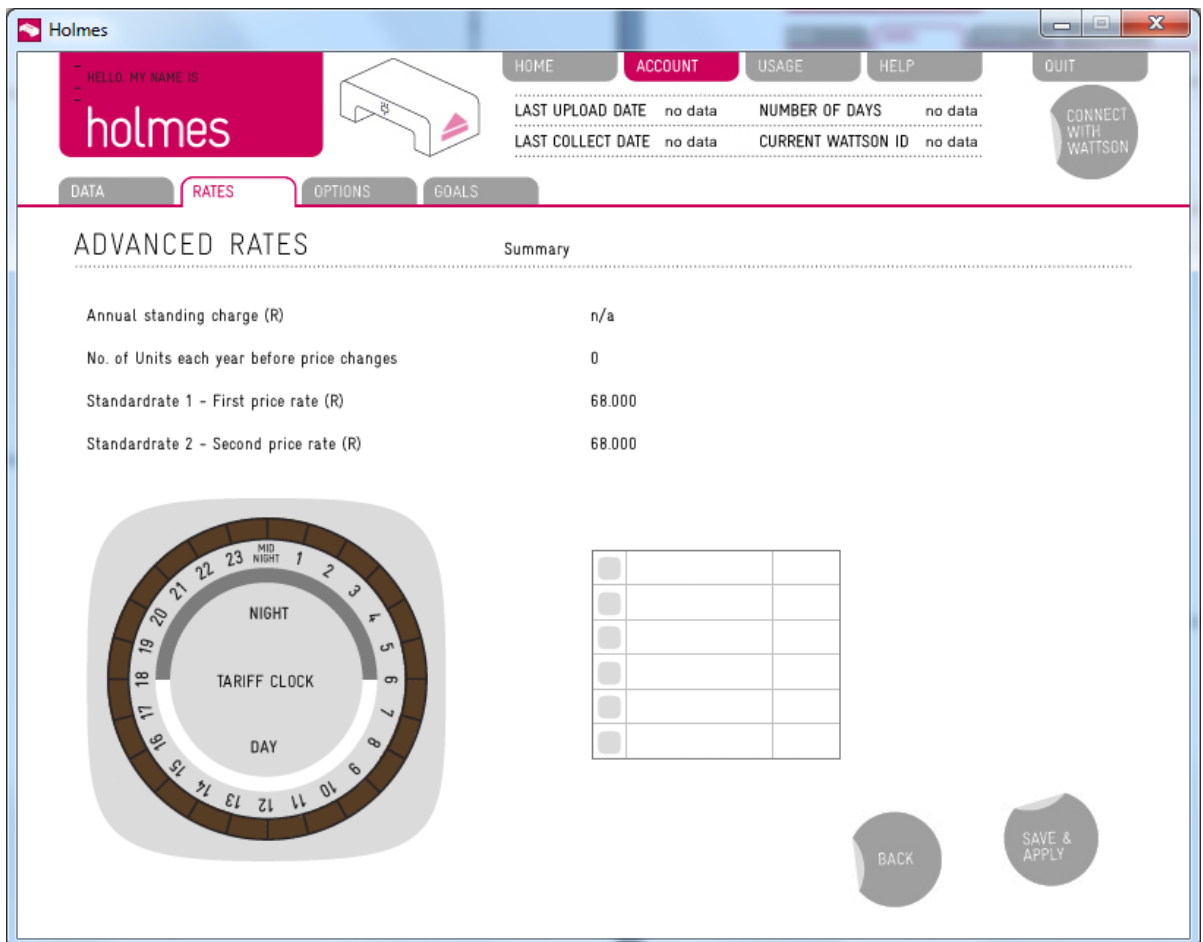 Holmes
HELLO. MY NAME IS
holmes
HOME ACCOUNT USAGE HELP QUIT
LAST UPLOAD DATE no data NUMBER OF DAYS no data
LAST COLLECT DATE no data CURRENT WATTSON ID no data
CONNECT
WITH
WATTSON
DATA RATES OPTIONS GOALS
ADVANCED RATES Summary
Annual standing charge (R) n/a
No. of Units each year before price changes 0
Standardrate 1 - First price rate (R) 68.000
Standardrate 2 - Second price rate (R) 68.000
MID
NIGHT
1
2
3
4
5
6
7
8
9
10
11
12
13
14
15
16
17
18
19
20
21
22
23
NIGHT
TARIFF CLOCK
DAY
BACK
SAVE &
APPLY